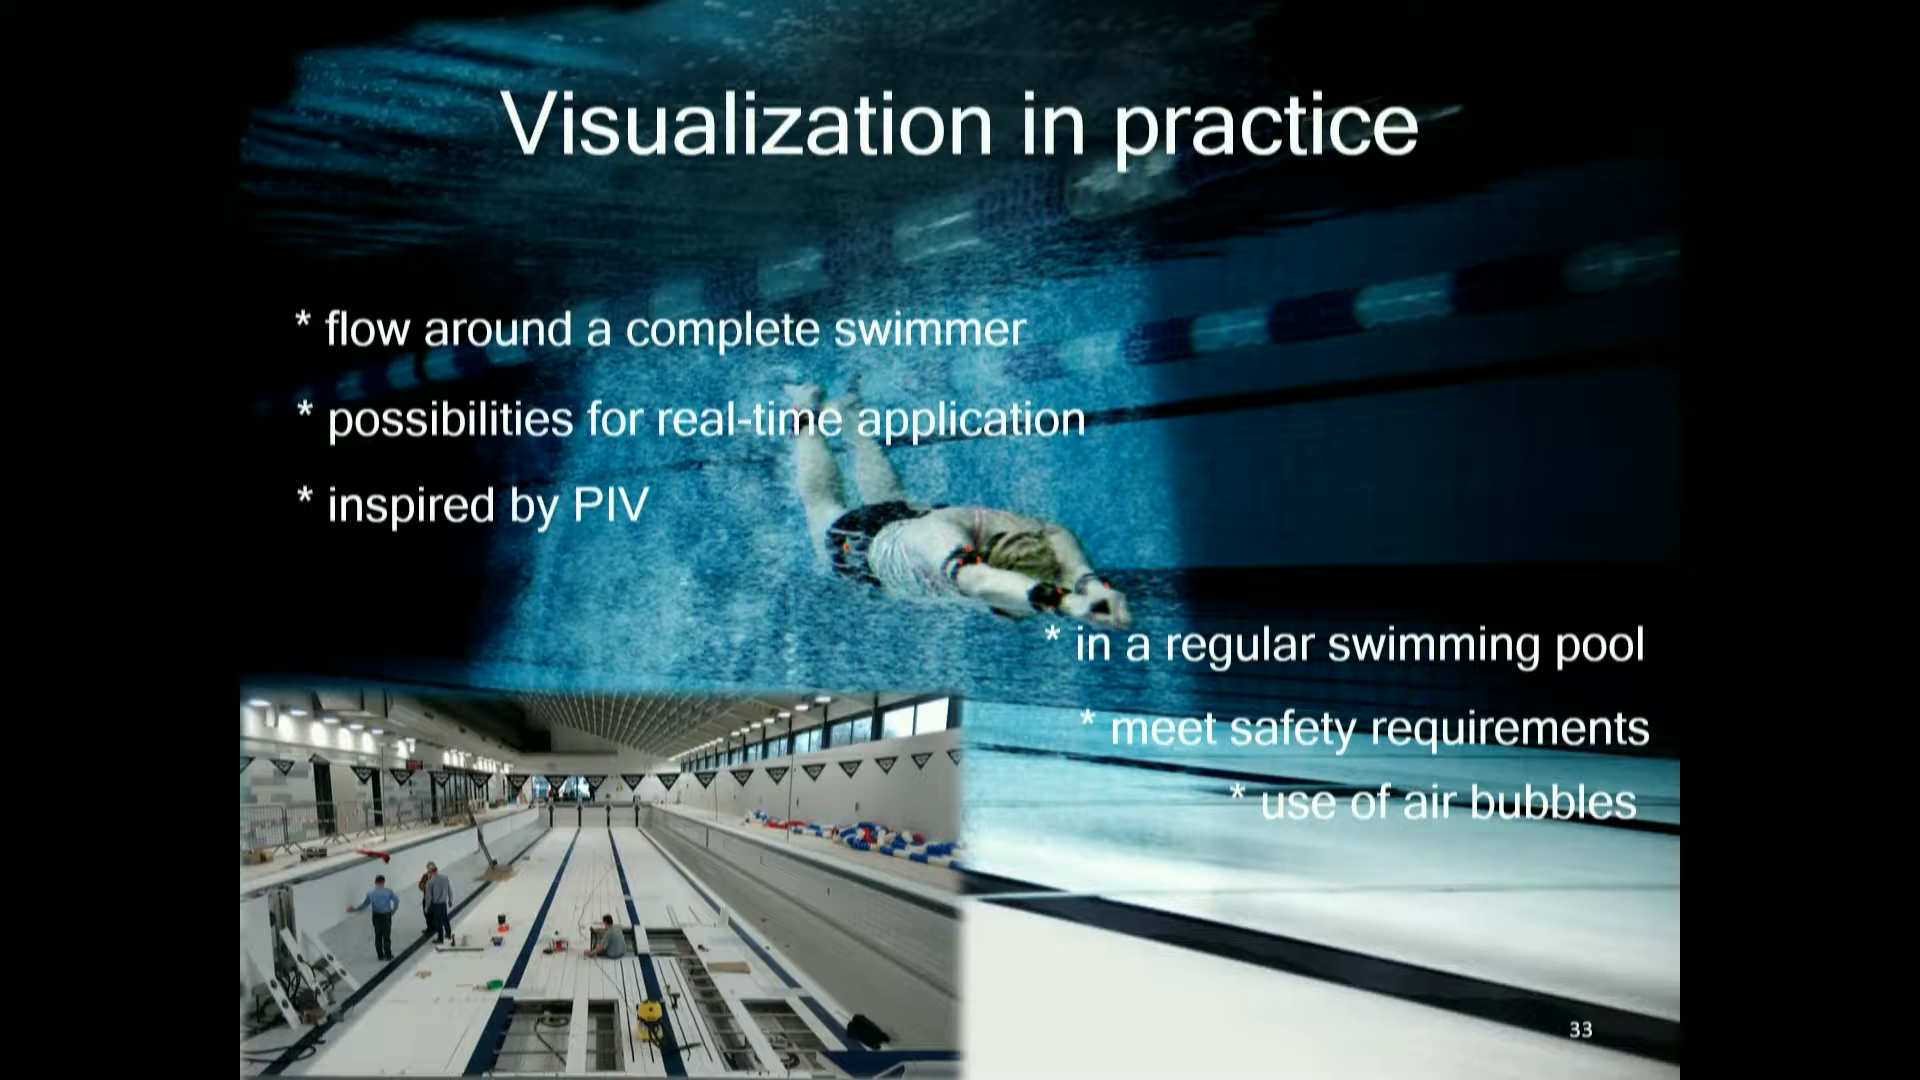 Visualization in practice
* flow around a complete swimmer
* possibilities for real-time application
* inspired by PIV
* in a regular swimming pool
* meet safety requirements
* use of air bubbles
33